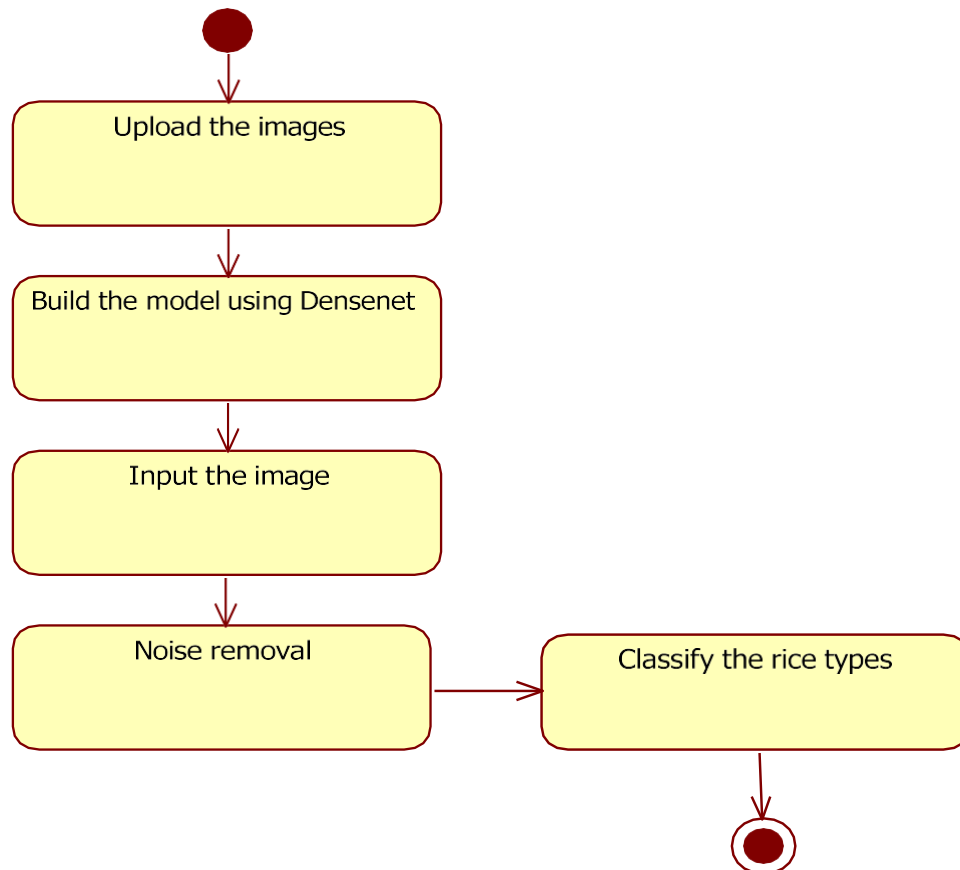 Upload the images
Build the model using Densenet
Input the image
Noise removal
Classify the rice types